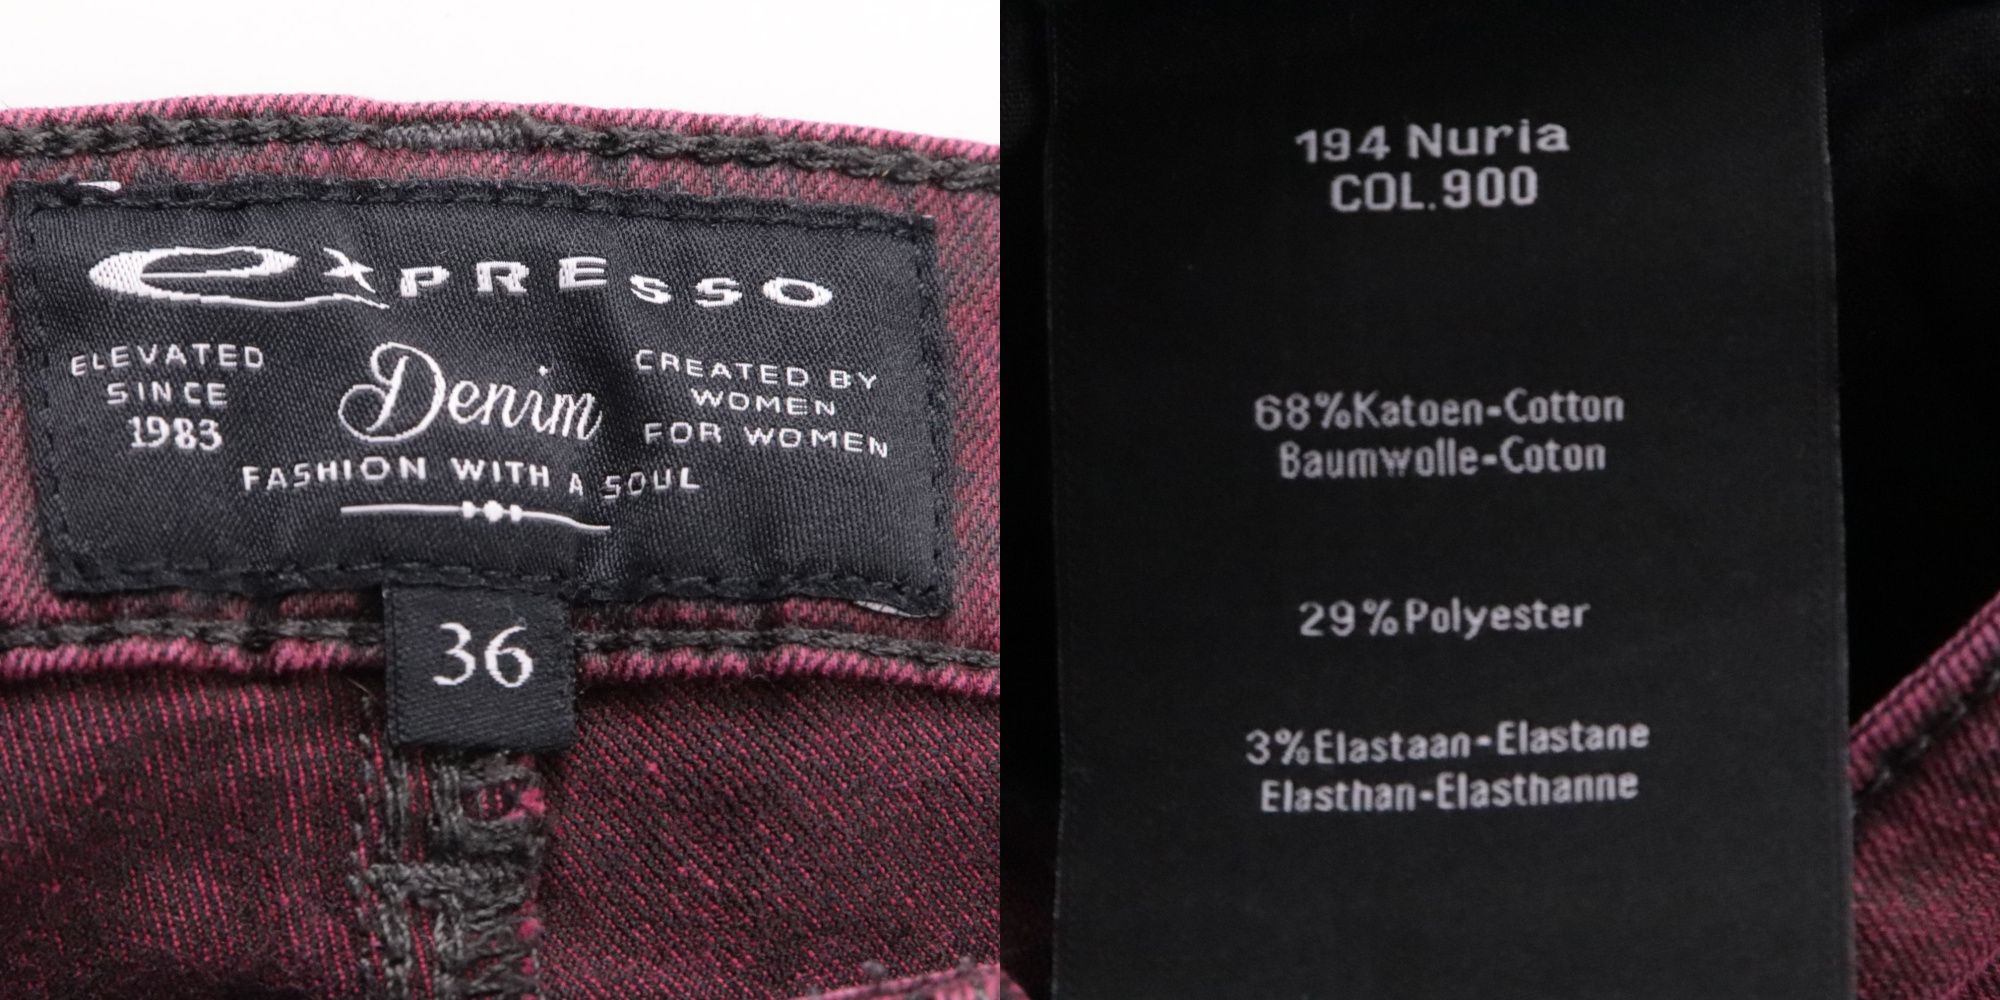 exPRESSO
ELEVATED
SINCE
1983
Denim
CREATED BY
WOMEN
FOR WOMEN
FASHION WITH A SOUL
36
194 Nuria
COL.900
68%Katoen-Cotton
Baumwolle-Coton
29%Polyester
3%Elastaan-Elastane
Elasthan-Elasthanne